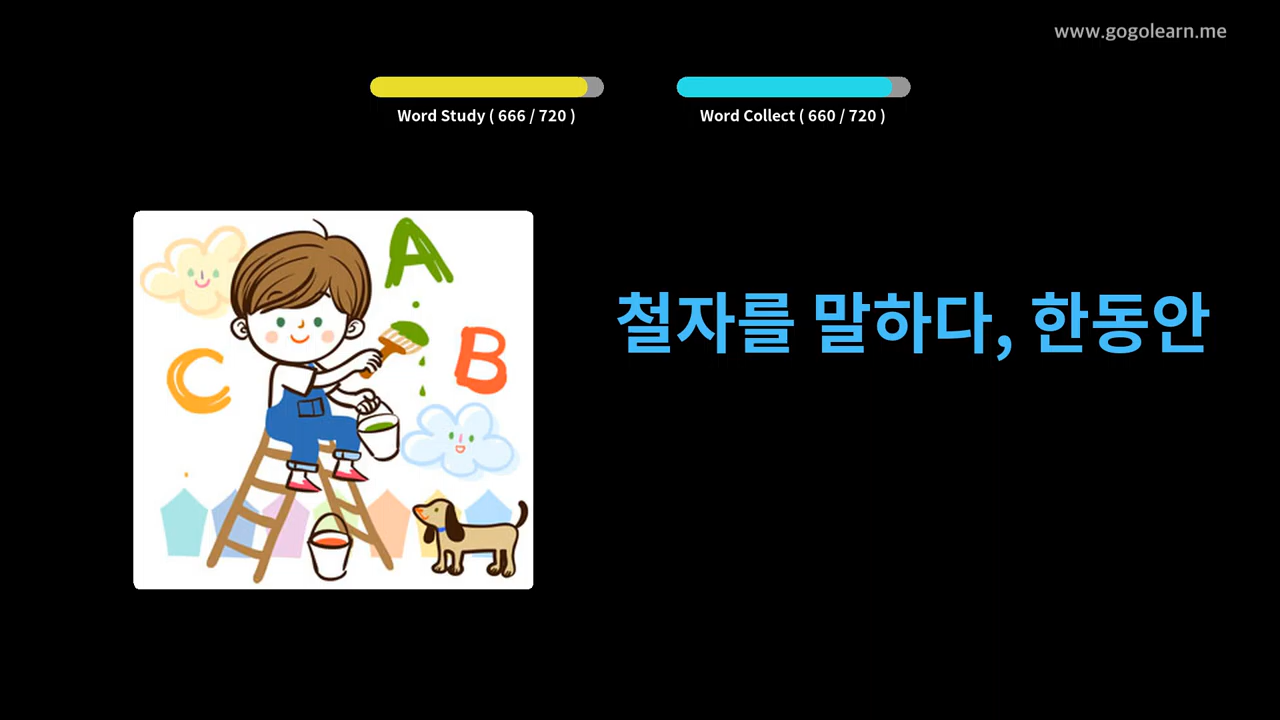 www.gogolearn.me
Word Study ( 666 / 720 )
Word Collect ( 660 / 720 )
A
B
C
철자를 말하다, 한동안